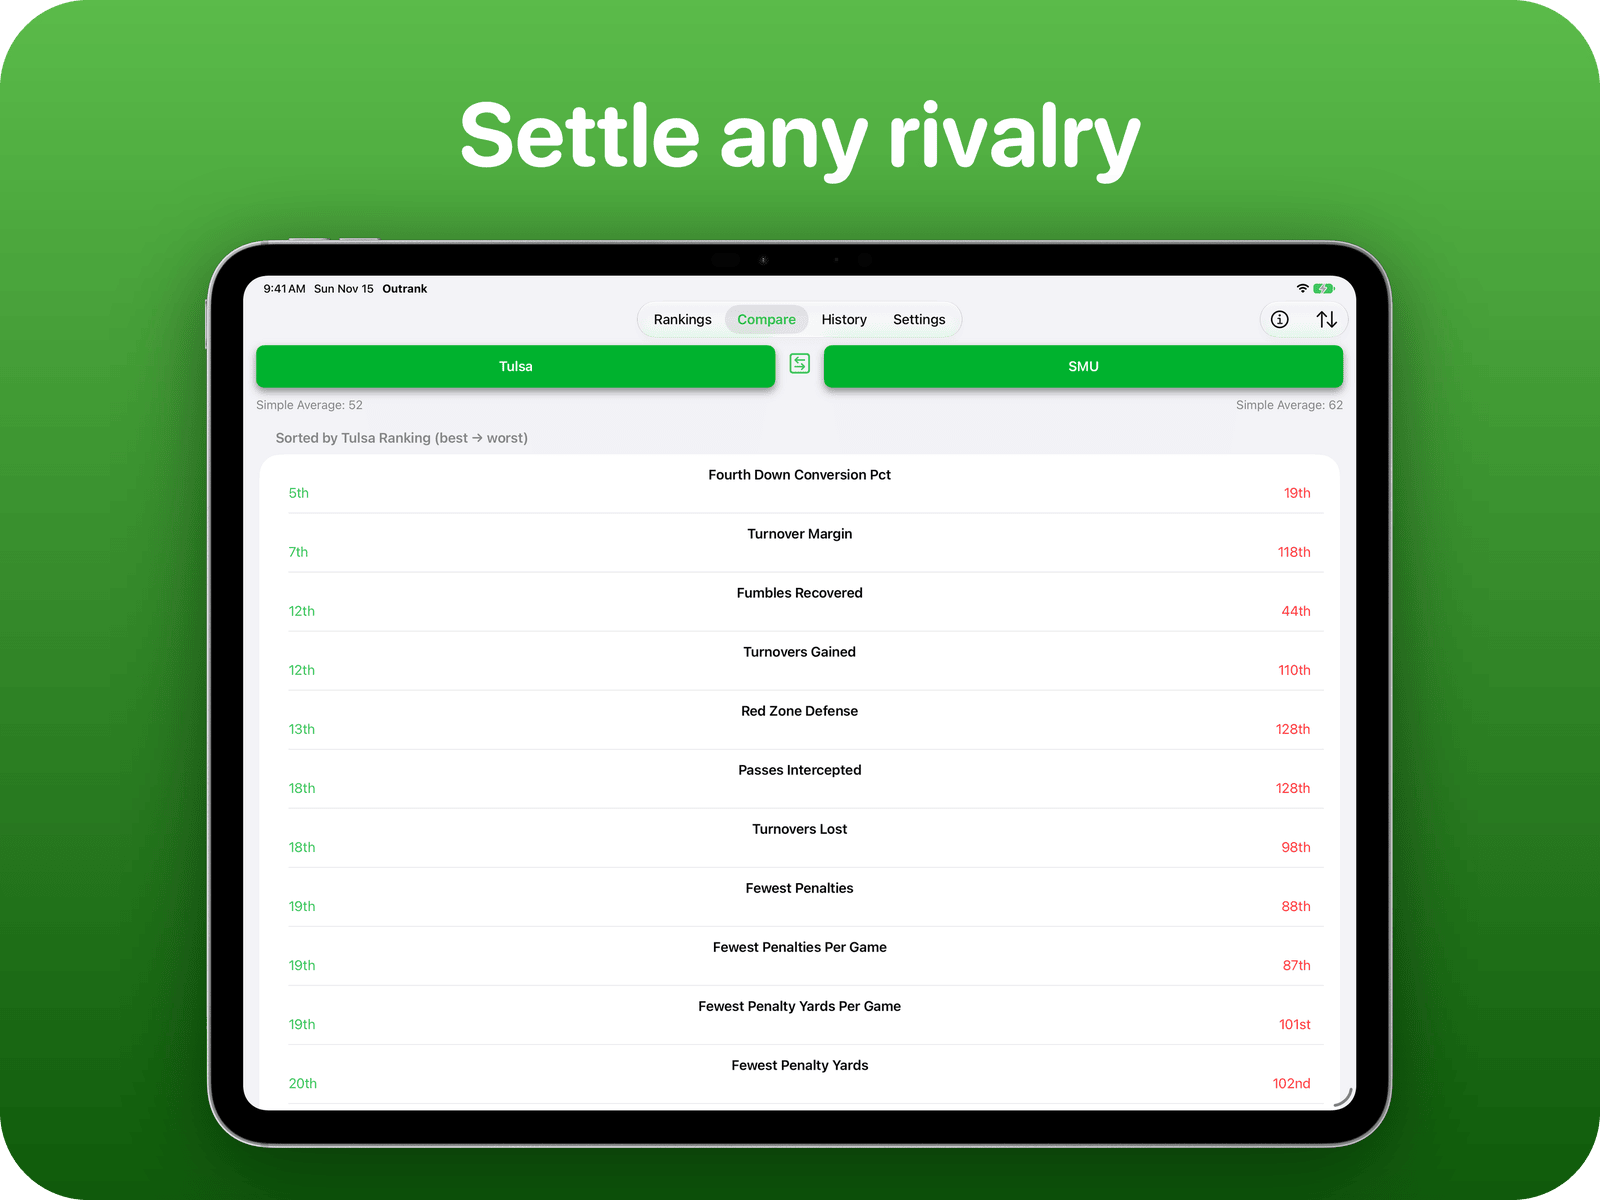 Settle any rivalry
9:41 AM Sun Nov 15 Outrank
Rankings Compare History Settings
Tulsa SMU
Simple Average: 52 Simple Average: 62
Sorted by Tulsa Ranking (best → worst)
Fourth Down Conversion Pct
5th 19th
Turnover Margin
7th 118th
Fumbles Recovered
12th 44th
Turnovers Gained
12th 110th
Red Zone Defense
13th 128th
Passes Intercepted
18th 128th
Turnovers Lost
18th 98th
Fewest Penalties
19th 88th
Fewest Penalties Per Game
19th 87th
Fewest Penalty Yards Per Game
19th 101st
Fewest Penalty Yards
20th 102nd